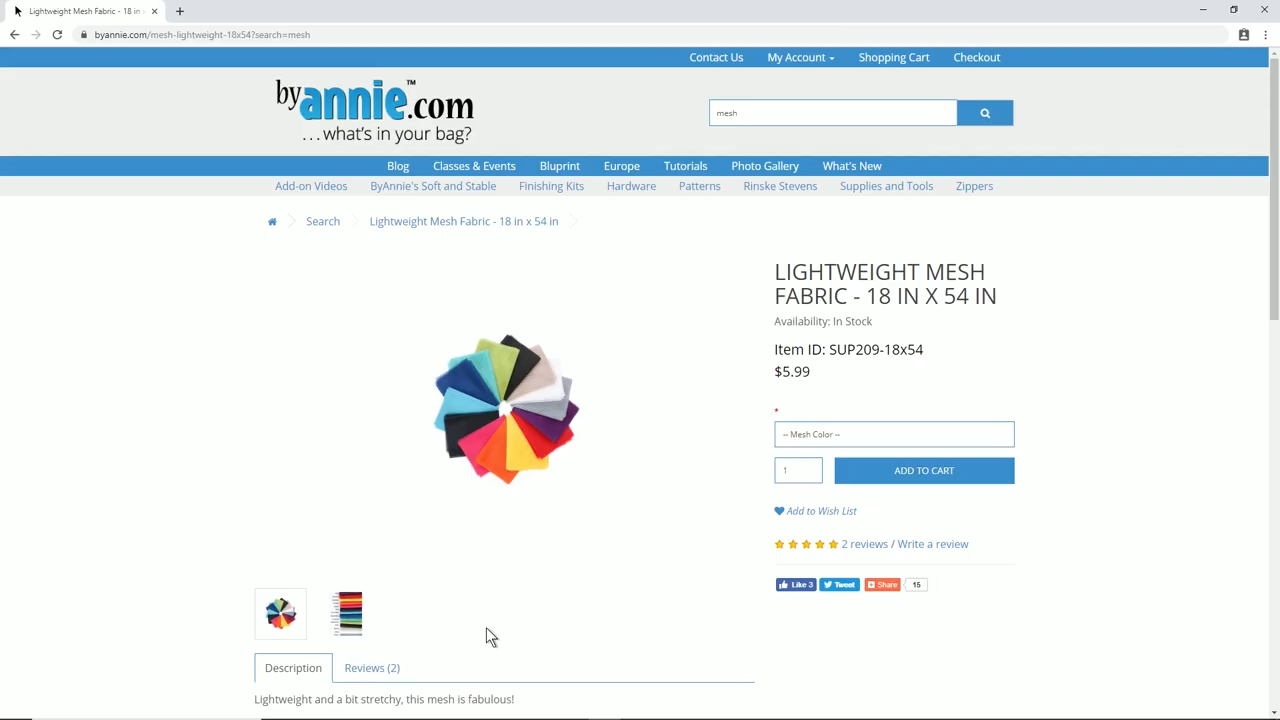 Lightweight Mesh Fabric - 18 in
byannie.com/mesh-lightweight-18x54?search=mesh
Contact Us My Account Shopping Cart Checkout
byannie.com™
...what's in your bag?
mesh
Blog Classes & Events Bluprint Europe Tutorials Photo Gallery What's New
Add-on Videos ByAnnie's Soft and Stable Finishing Kits Hardware Patterns Rinske Stevens Supplies and Tools Zippers
Search Lightweight Mesh Fabric - 18 in x 54 in
LIGHTWEIGHT MESH
FABRIC - 18 IN X 54 IN
Availability: In Stock
Item ID: SUP209-18x54
$5.99
*
-- Mesh Color --
1 ADD TO CART
Add to Wish List
2 reviews / Write a review
Like 3 Tweet Share 15
Description Reviews (2)
Lightweight and a bit stretchy, this mesh is fabulous!